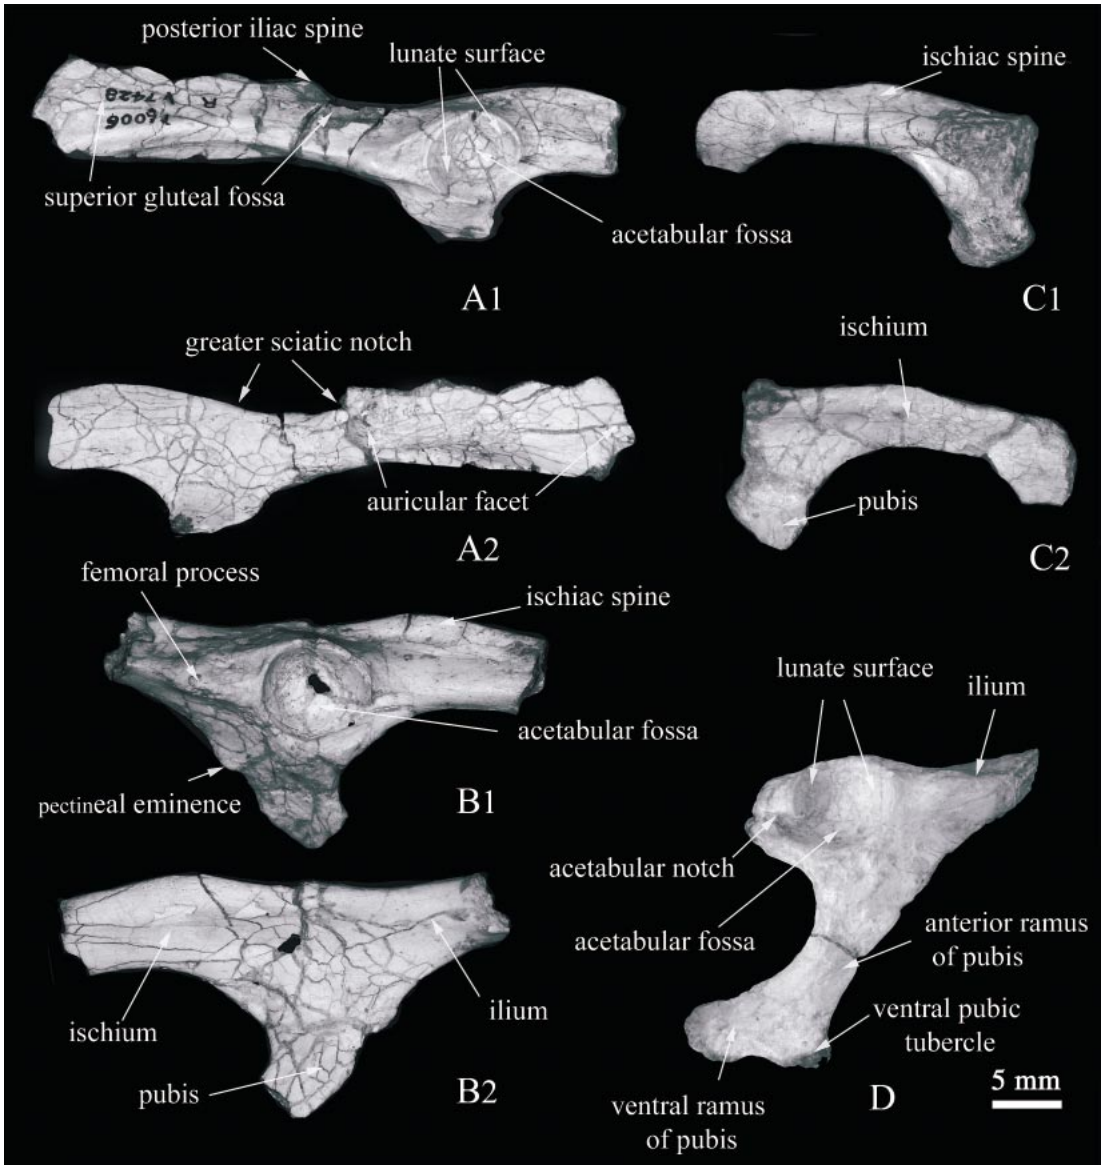 posterior iliac spine
lunate surface
ischiac spine
R
V7428
16006
superior gluteal fossa
acetabular fossa
A1
C1
greater sciatic notch
ischium
auricular facet
pubis
A2
C2
femoral process
ischiac spine
lunate surface
ilium
acetabular fossa
pectineal eminence
B1
acetabular notch
acetabular fossa
anterior ramus
of pubis
ischium
ilium
ventral pubic
tubercle
pubis
B2
ventral ramus
of pubis
D
5 mm